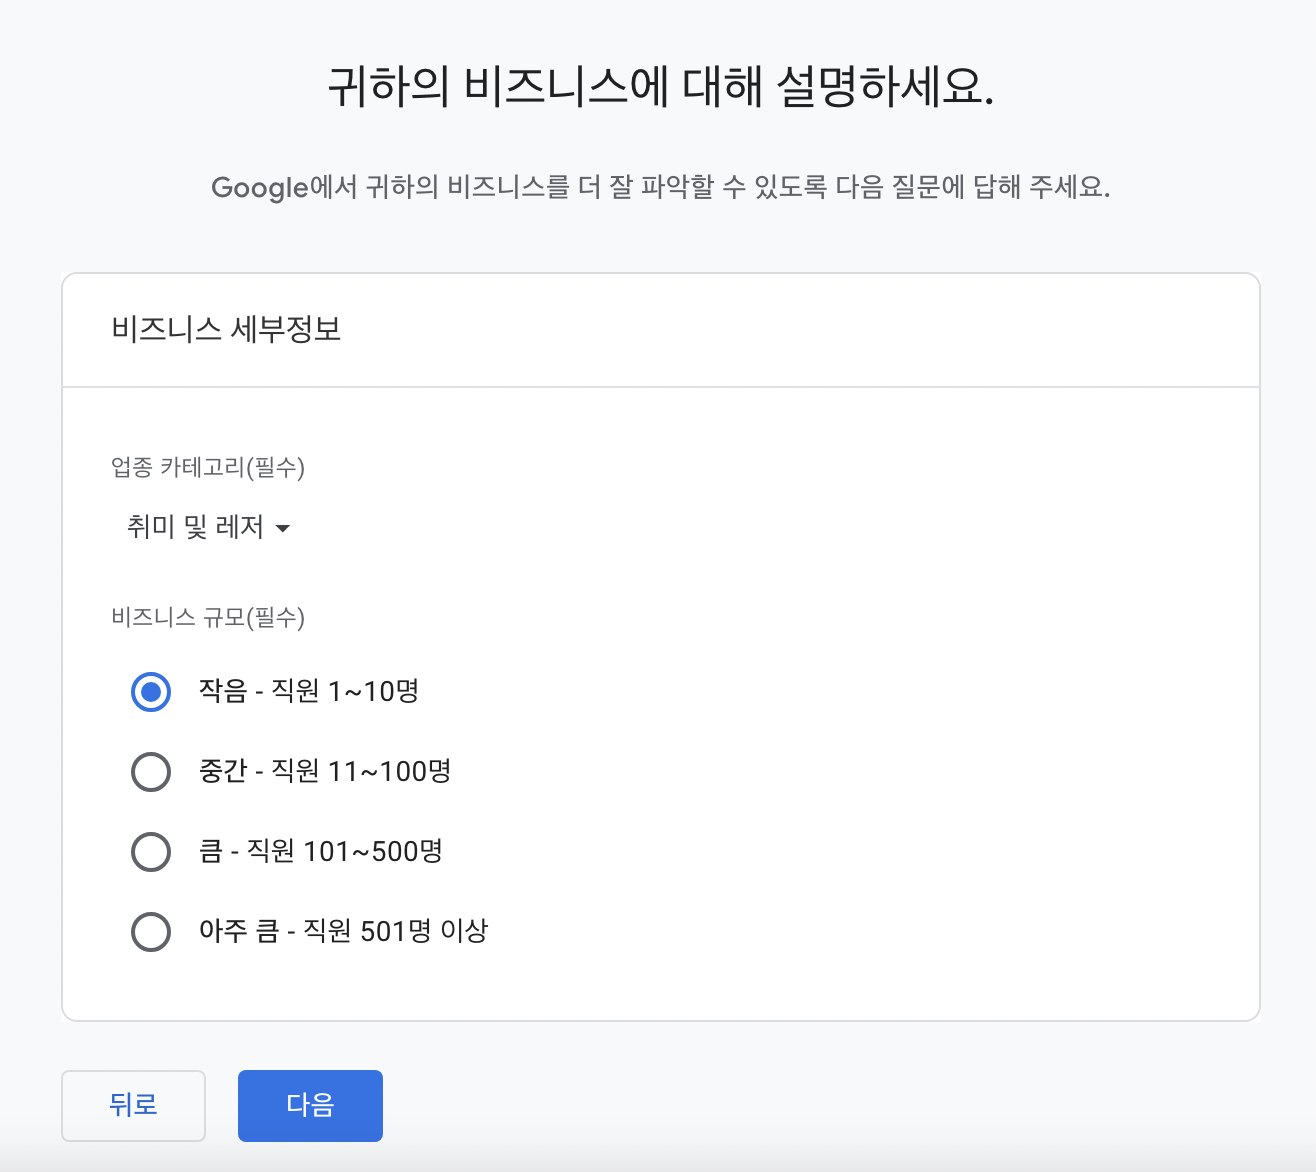 귀하의 비즈니스에 대해 설명하세요.
Google에서 귀하의 비즈니스를 더 잘 파악할 수 있도록 다음 질문에 답해 주세요.
비즈니스 세부정보
업종 카테고리(필수)
취미 및 레저
비즈니스 규모(필수)
작음 - 직원 1~10명
중간 - 직원 11~100명
큼 - 직원 101~500명
아주 큼 - 직원 501명 이상
뒤로 다음